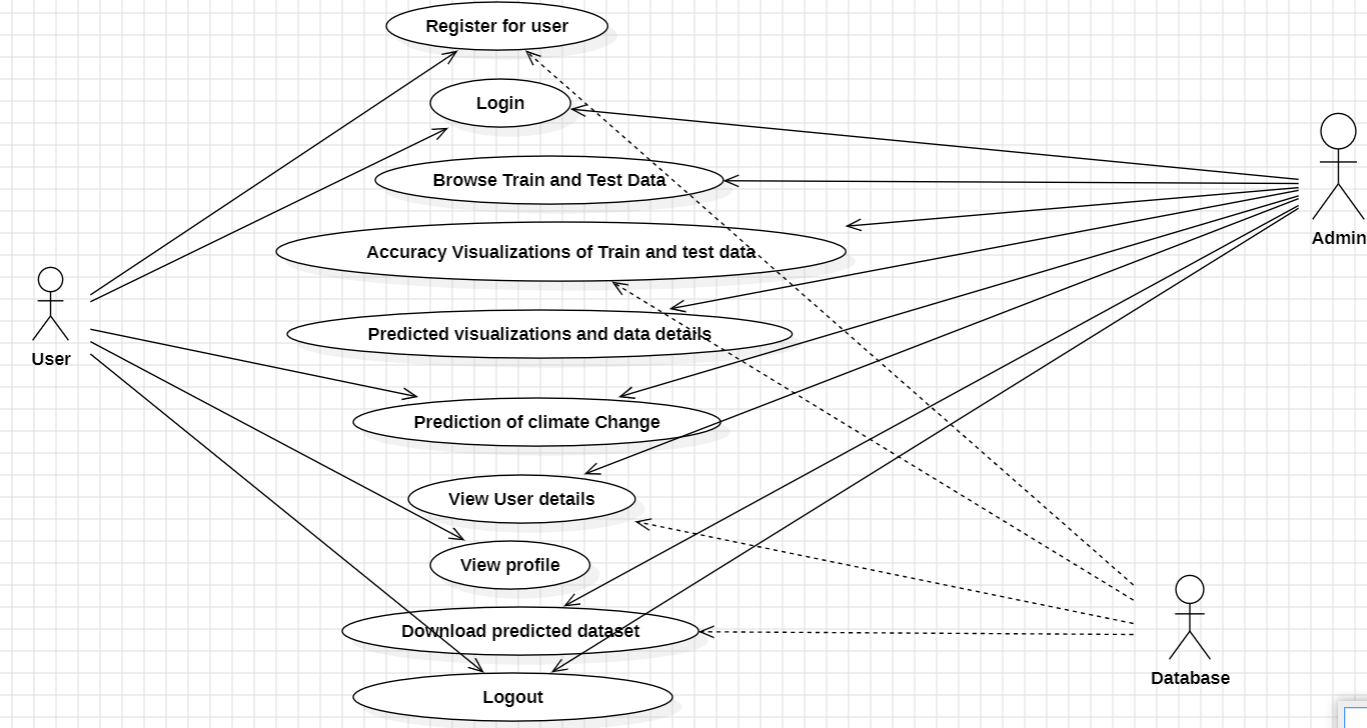 Register for user
Login
Browse Train and Test Data
Admin
Accuracy Visualizations of Train and test data
Predicted visualizations and data details
User
Prediction of climate Change
View User details
View profile
Download predicted dataset
Database
Logout